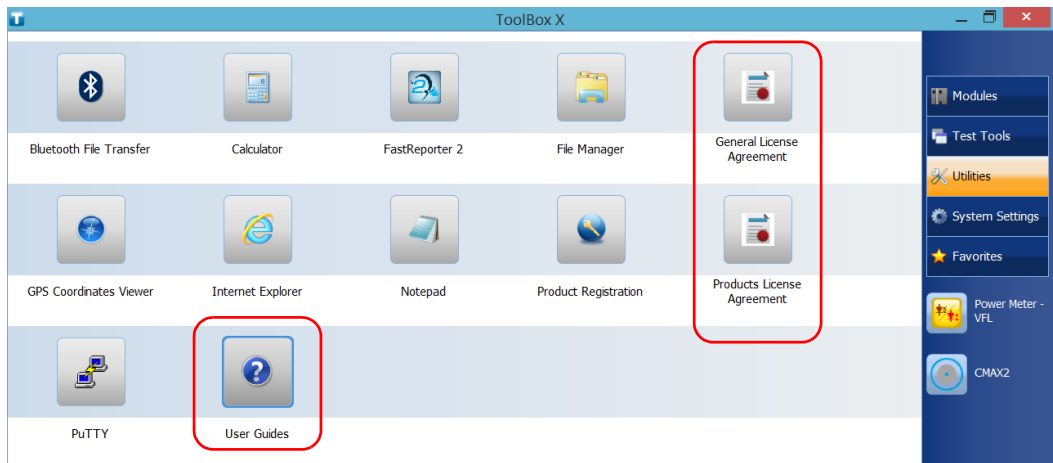 ToolBox X
Bluetooth File Transfer
Calculator
FastReporter 2
File Manager
General License
Agreement
GPS Coordinates Viewer
Internet Explorer
Notepad
Product Registration
Products License
Agreement
PuTTY
User Guides
Modules
Test Tools
Utilities
System Settings
Favorites
Power Meter -
VFL
CMAX2